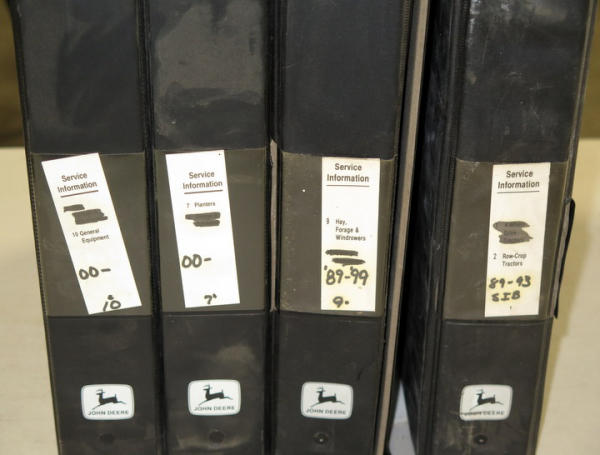 Service
Information
10 General
Equipment
00-
10
JOHN DEERE
Service
Information
7 Planters
00-
7
JOHN DEERE
Service
Information
9 Hay,
Forage &
Windrowers
'89-'99
9.
JOHN DEERE
Service
Information
2 Row-Crop
Tractors
89-93
SIB
JOHN DEERE